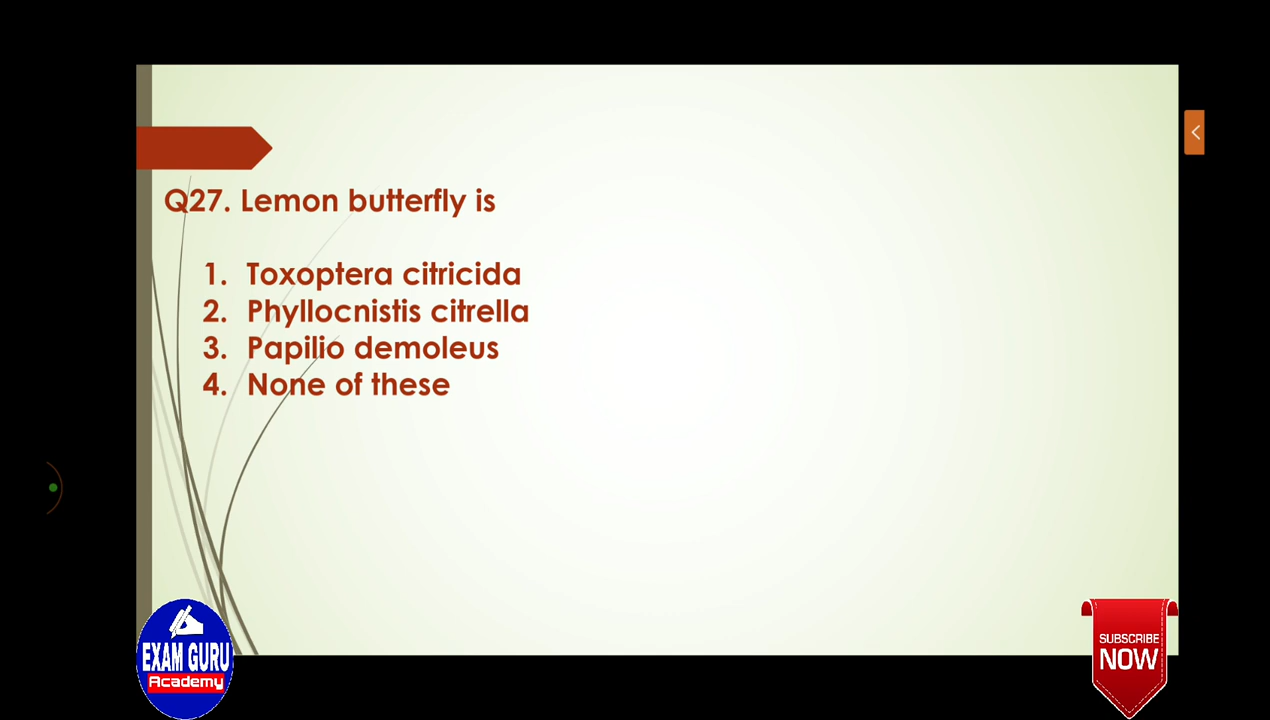 Q27. Lemon butterfly is
1. Toxoptera citricida
2. Phyllocnistis citrella
3. Papilio demoleus
4. None of these
EXAM GURU
Academy
SUBSCRIBE
NOW